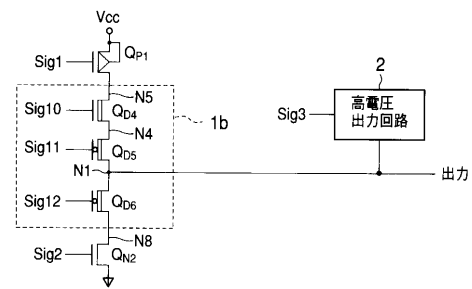 Vcc
Sig1
QP1
N5
Sig10
QD4
1b
N4
Sig11
QD5
N1
Sig12
QD6
N8
Sig2
QN2
2
Sig3
高電圧
出力回路
出力